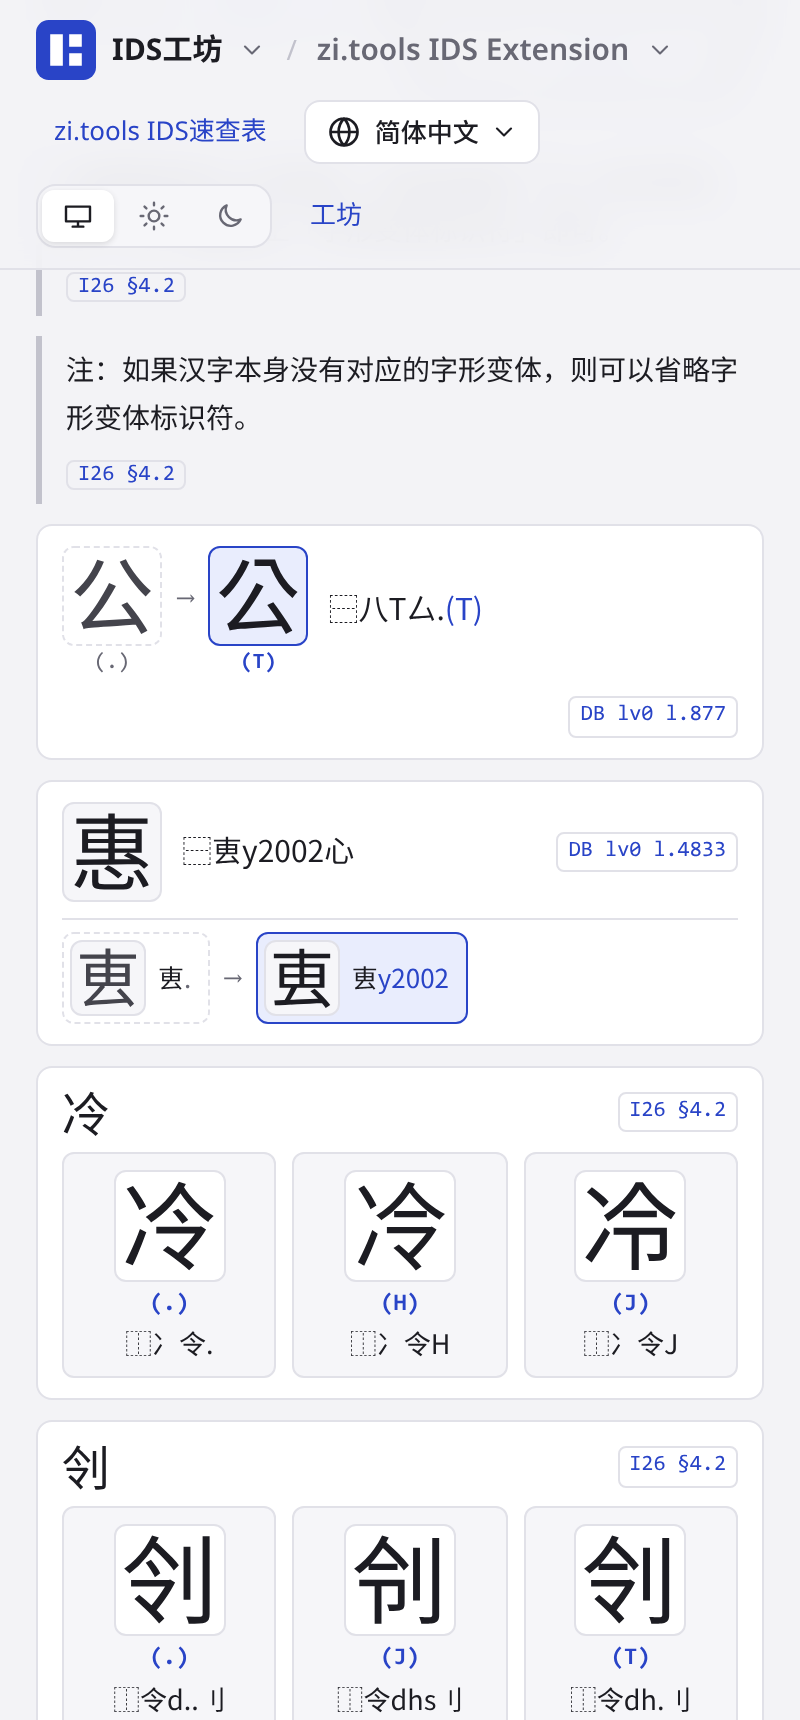 IDS工坊 / zi.tools IDS Extension
zi.tools IDS速查表 简体中文
工坊
I26 §4.2
注：如果汉字本身没有对应的字形变体，则可以省略字
形变体标识符。
I26 §4.2
公 → 公 ⿱八T厶.(T)
(.) (T)
DB lv0 l.877
惠 ⿱叀y2002心 DB lv0 l.4833
叀 叀. → 叀 叀y2002
冷 I26 §4.2
冷 冷 冷
(.) (H) (J)
⿰冫令. ⿰冫令H ⿰冫令J
刢 I26 §4.2
刢 刢 刢
(.) (J) (T)
⿰令d..刂 ⿰令dhs刂 ⿰令dh.刂